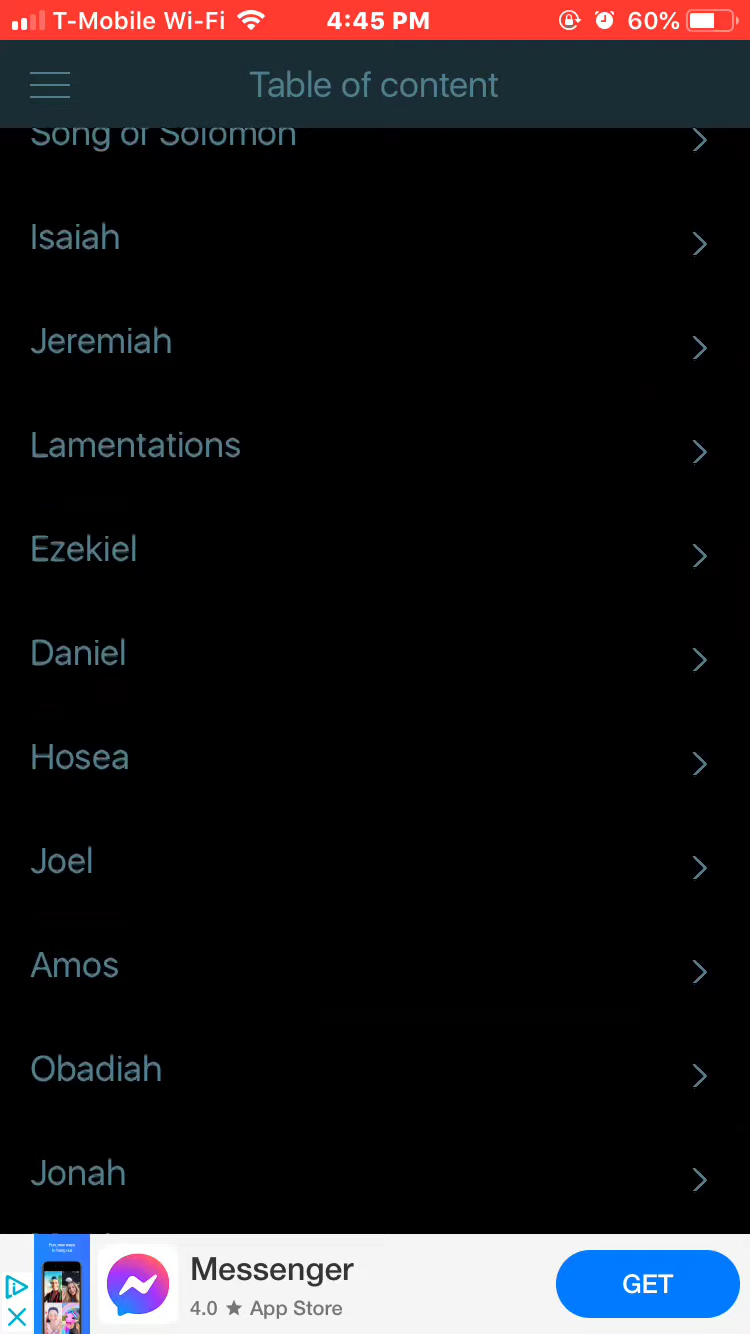 T-Mobile Wi-Fi 4:45 PM 60%
Table of content
Song of Solomon
Isaiah
Jeremiah
Lamentations
Ezekiel
Daniel
Hosea
Joel
Amos
Obadiah
Jonah
Messenger
4.0 ★ App Store
GET